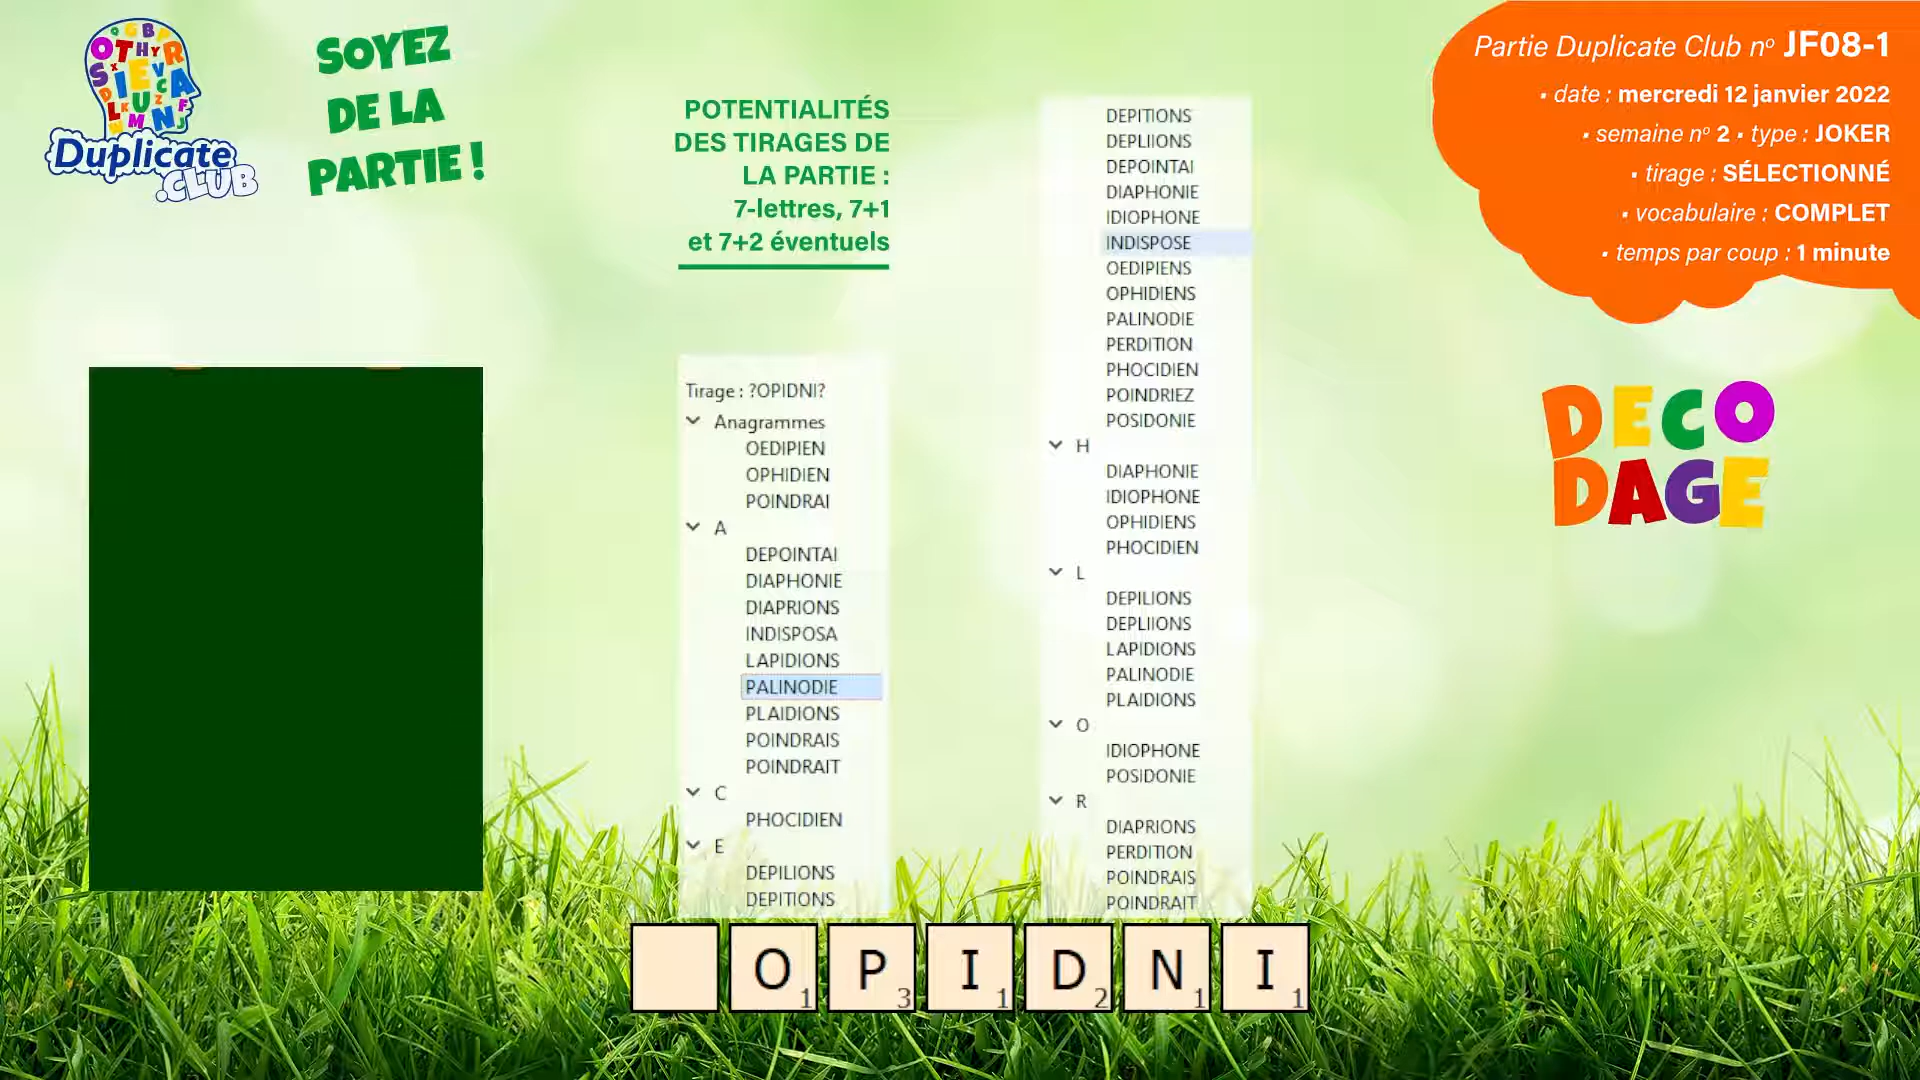 Duplicate
.CLUB
SOYEZ
DE LA
PARTIE !
POTENTIALITÉS
DES TIRAGES DE
LA PARTIE :
7-lettres, 7+1
et 7+2 éventuels
Tirage : ?OPIDNI?
Anagrammes
OEDIPIEN
OPHIDIEN
POINDRAI
A
DEPOINTAI
DIAPHONIE
DIAPRIONS
INDISPOSA
LAPIDIONS
PALINODIE
PLAIDIONS
POINDRAIS
POINDRAIT
C
PHOCIDIEN
E
DEPILIONS
DEPITIONS
DEPITIONS
DEPLIIONS
DEPOINTAI
DIAPHONIE
IDIOPHONE
INDISPOSE
OEDIPIENS
OPHIDIENS
PALINODIE
PERDITION
PHOCIDIEN
POINDRIEZ
POSIDONIE
H
DIAPHONIE
IDIOPHONE
OPHIDIENS
PHOCIDIEN
L
DEPILIONS
DEPLIIONS
LAPIDIONS
PALINODIE
PLAIDIONS
O
IDIOPHONE
POSIDONIE
R
DIAPRIONS
PERDITION
POINDRAIS
POINDRAIT
Partie Duplicate Club nº JF08-1
• date : mercredi 12 janvier 2022
• semaine nº 2 • type : JOKER
• tirage : SÉLECTIONNÉ
• vocabulaire : COMPLET
• temps par coup : 1 minute
DECO
DAGE
O1 P3 I1 D2 N1 I1